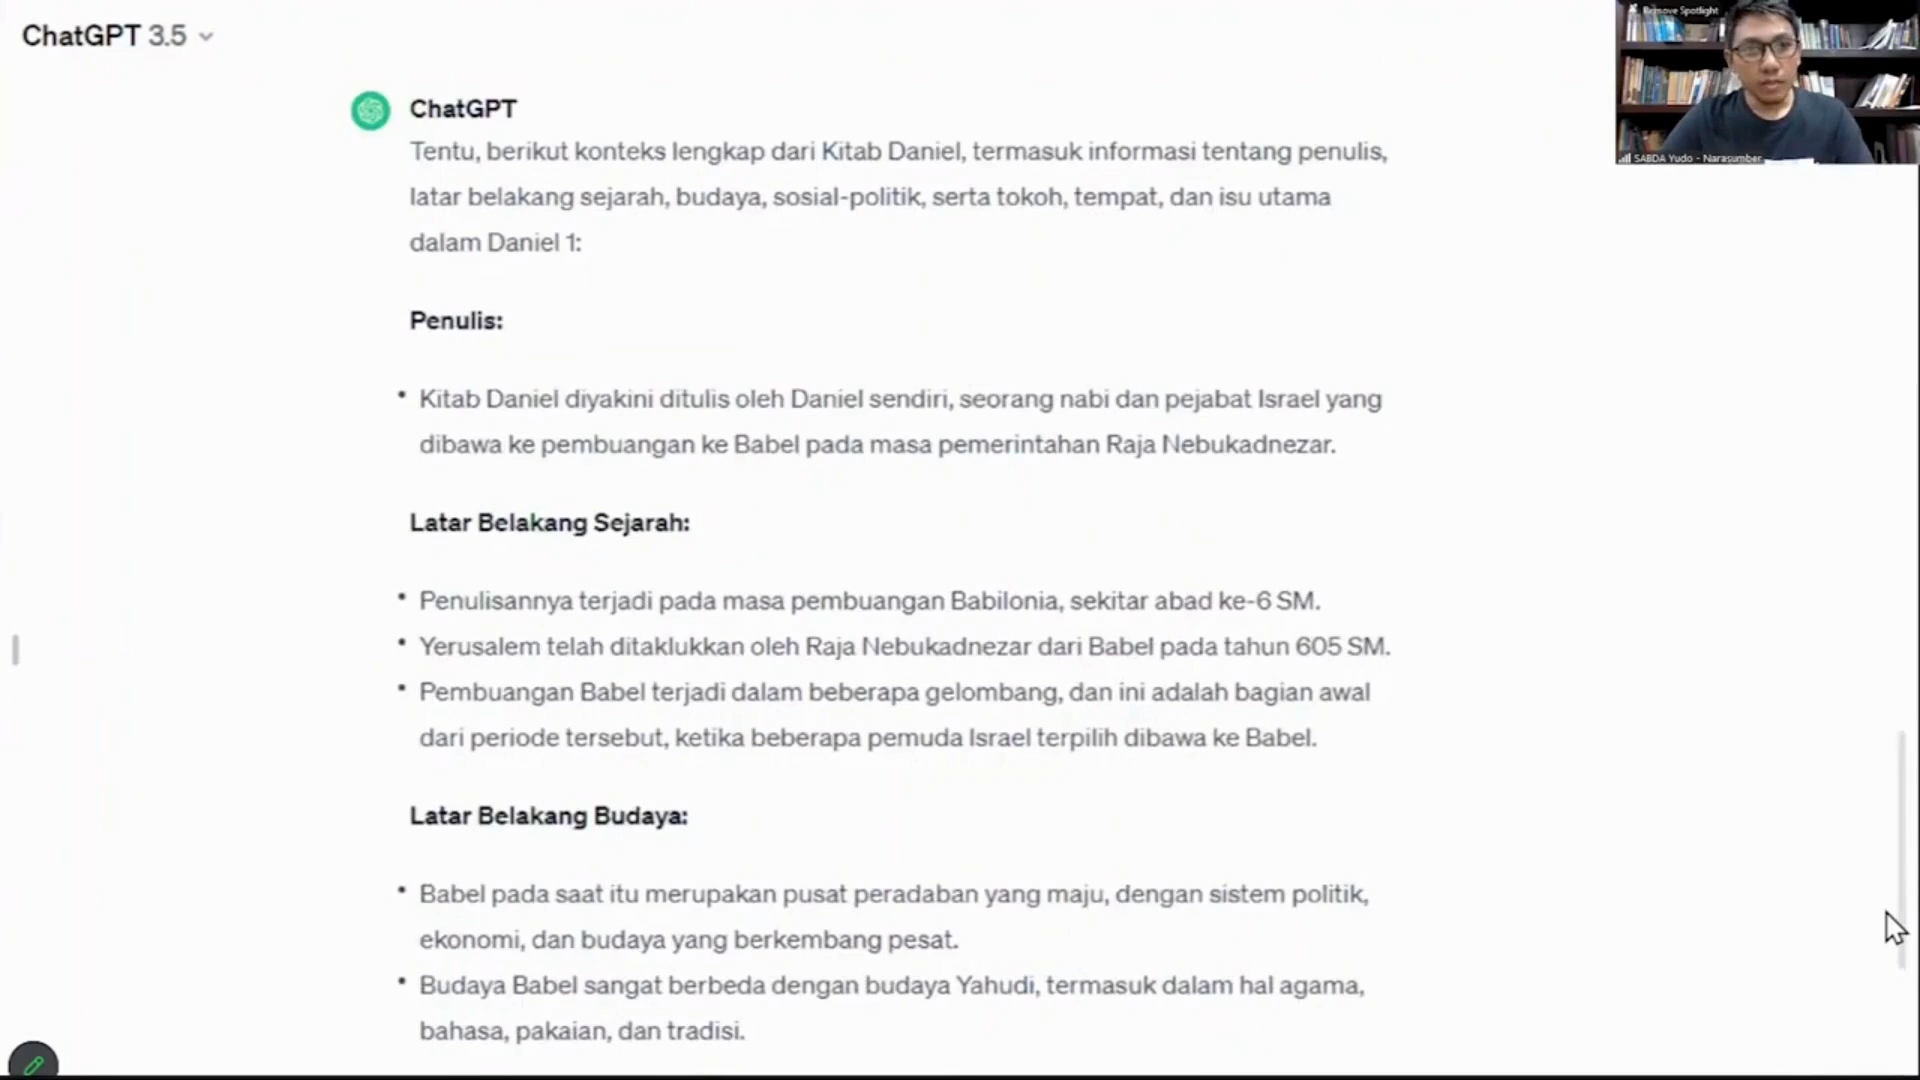 ChatGPT 3.5
Remove Spotlight
SABDA Yudo - Narasumber
ChatGPT
Tentu, berikut konteks lengkap dari Kitab Daniel, termasuk informasi tentang penulis,
latar belakang sejarah, budaya, sosial-politik, serta tokoh, tempat, dan isu utama
dalam Daniel 1:
Penulis:
• Kitab Daniel diyakini ditulis oleh Daniel sendiri, seorang nabi dan pejabat Israel yang
dibawa ke pembuangan ke Babel pada masa pemerintahan Raja Nebukadnezar.
Latar Belakang Sejarah:
• Penulisannya terjadi pada masa pembuangan Babilonia, sekitar abad ke-6 SM.
• Yerusalem telah ditaklukkan oleh Raja Nebukadnezar dari Babel pada tahun 605 SM.
• Pembuangan Babel terjadi dalam beberapa gelombang, dan ini adalah bagian awal
dari periode tersebut, ketika beberapa pemuda Israel terpilih dibawa ke Babel.
Latar Belakang Budaya:
• Babel pada saat itu merupakan pusat peradaban yang maju, dengan sistem politik,
ekonomi, dan budaya yang berkembang pesat.
• Budaya Babel sangat berbeda dengan budaya Yahudi, termasuk dalam hal agama,
bahasa, pakaian, dan tradisi.